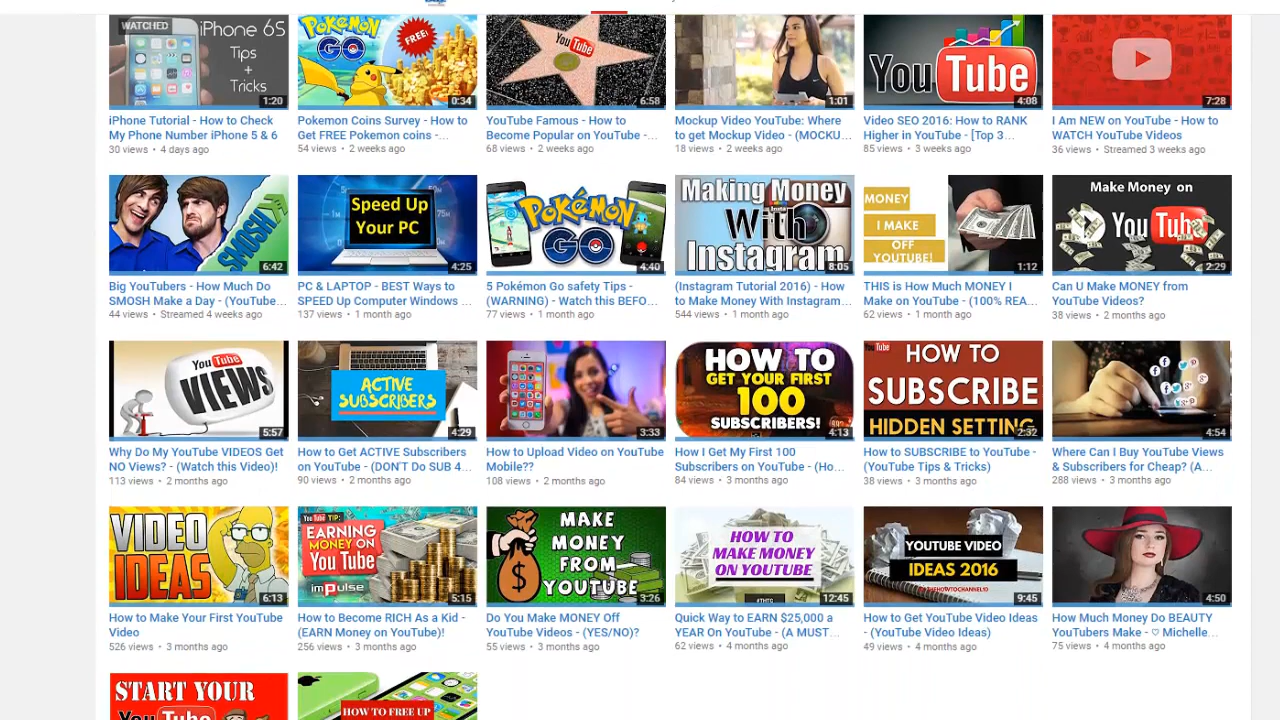 WATCHED
iPhone 6S
Tips
+
Tricks
1:20
POKÉMON
GO
FREE!
0:34
You Tube
6:58
1:01
You Tube
4:08
7:28
iPhone Tutorial - How to Check
My Phone Number iPhone 5 & 6
30 views • 4 days ago
Pokemon Coins Survey - How to
Get FREE Pokemon coins -...
54 views • 2 weeks ago
YouTube Famous - How to
Become Popular on YouTube -...
68 views • 2 weeks ago
Mockup Video YouTube: Where
to get Mockup Video - (MOCKU...
18 views • 2 weeks ago
Video SEO 2016: How to RANK
Higher in YouTube - [Top 3...
85 views • 3 weeks ago
I Am NEW on YouTube - How to
WATCH YouTube Videos
36 views • Streamed 3 weeks ago
SMOSH
6:42
Speed Up
Your PC
4:25
POKÉMON
GO
4:40
Making Money
With
Instagram
8:05
MONEY
I MAKE
OFF
YOUTUBE!
1:12
Make Money on
You Tube
2:29
Big YouTubers - How Much Do
SMOSH Make a Day - (YouTube...
44 views • Streamed 4 weeks ago
PC & LAPTOP - BEST Ways to
SPEED Up Computer Windows ...
137 views • 1 month ago
5 Pokémon Go safety Tips -
(WARNING) - Watch this BEFO...
77 views • 1 month ago
(Instagram Tutorial 2016) - How
to Make Money With Instagram...
544 views • 1 month ago
THIS is How Much MONEY I
Make on YouTube - (100% REA...
62 views • 1 month ago
Can U Make MONEY from
YouTube Videos?
38 views • 2 months ago
You Tube
VIEWS
5:57
ACTIVE
SUBSCRIBERS
4:29
3:33
HOW TO
GET YOUR FIRST
100
SUBSCRIBERS!
4:13
You Tube
HOW TO
SUBSCRIBE
HIDDEN SETTING
2:32
4:54
Why Do My YouTube VIDEOS Get
NO Views? - (Watch this Video)!
113 views • 2 months ago
How to Get ACTIVE Subscribers
on YouTube - (DON'T Do SUB 4...
90 views • 2 months ago
How to Upload Video on YouTube
Mobile??
108 views • 2 months ago
How I Get My First 100
Subscribers on YouTube - (Ho...
84 views • 3 months ago
How to SUBSCRIBE to YouTube -
(YouTube Tips & Tricks)
38 views • 3 months ago
Where Can I Buy YouTube Views
& Subscribers for Cheap? (A...
288 views • 3 months ago
VIDEO
IDEAS
6:13
You Tube TIP:
EARNING
MONEY ON
You Tube
impulse
5:15
MAKE
MONEY
FROM
YOUTUBE
3:26
HOW TO
MAKE MONEY
ON YOUTUBE
12:45
YOUTUBE VIDEO
IDEAS 2016
9:45
4:50
How to Make Your First YouTube
Video
526 views • 3 months ago
How to Become RICH As a Kid -
(EARN Money on YouTube)!
256 views • 3 months ago
Do You Make MONEY Off
YouTube Videos - (YES/NO)?
55 views • 3 months ago
Quick Way to EARN $25,000 a
YEAR On YouTube - (A MUST...
62 views • 4 months ago
How to Get YouTube Video Ideas
- (YouTube Video Ideas)
49 views • 4 months ago
How Much Money Do BEAUTY
YouTubers Make - ♡ Michelle...
75 views • 4 months ago
START YOUR
You Tube
HOW TO FREE UP